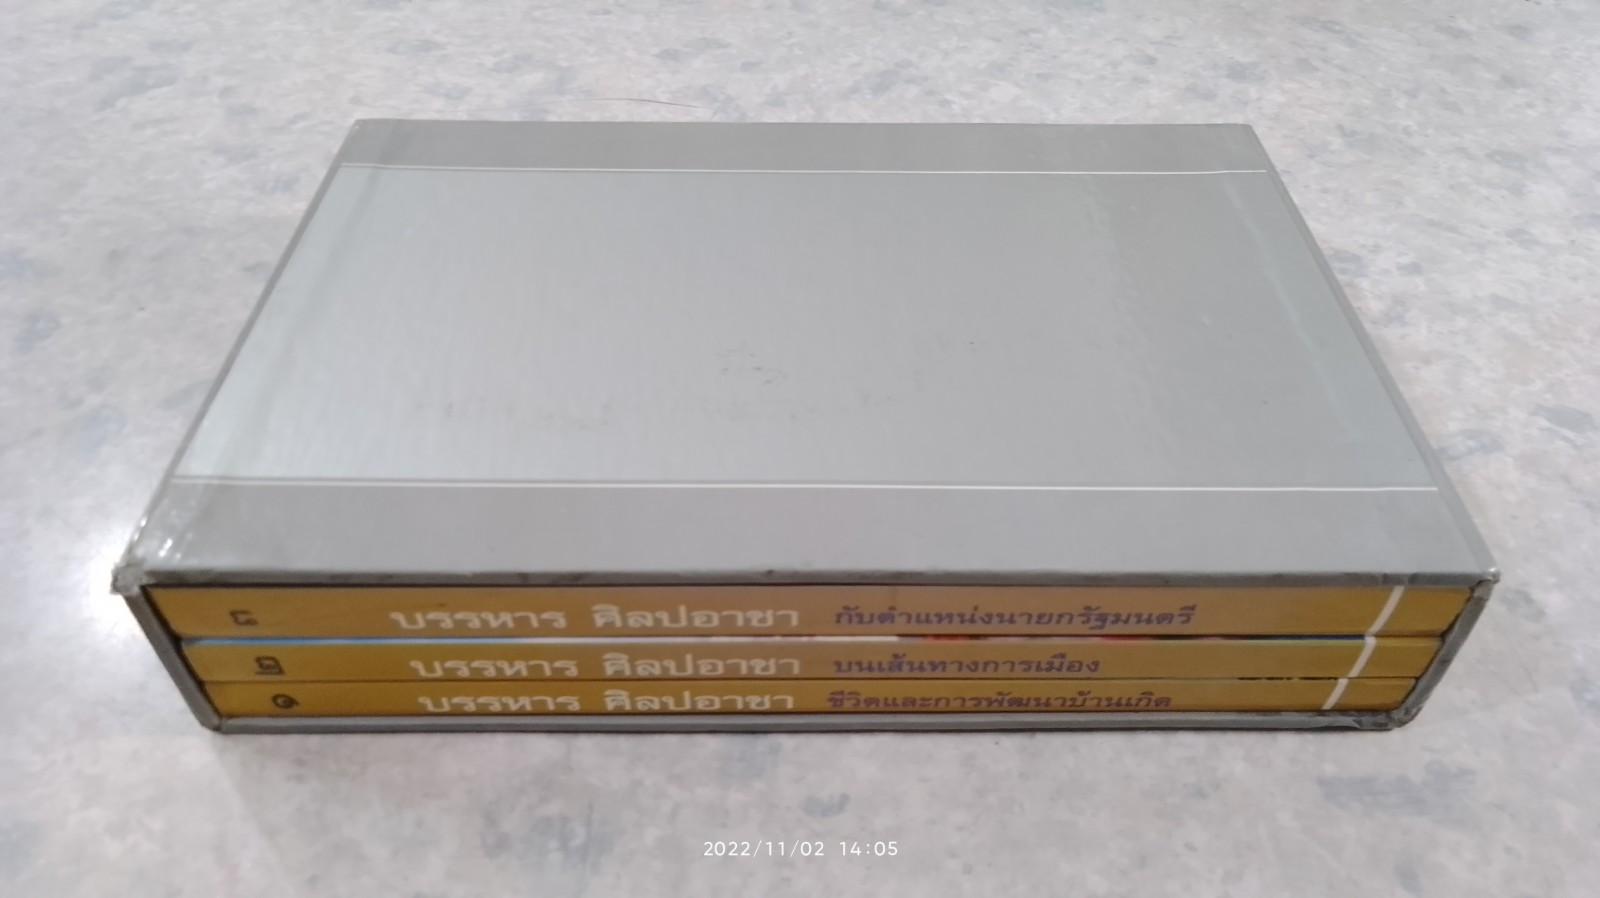 ๓ บรรหาร ศิลปอาชา กับตำแหน่งนายกรัฐมนตรี
๒ บรรหาร ศิลปอาชา บนเส้นทางการเมือง
๑ บรรหาร ศิลปอาชา ชีวิตและการพัฒนาบ้านเกิด
2022/11/02 14:05